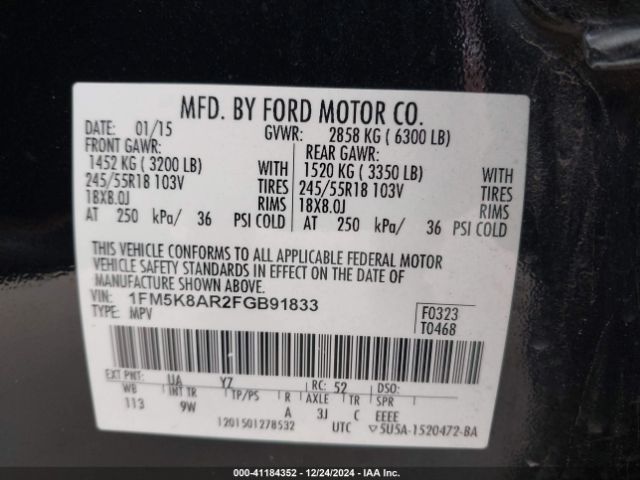 MFD. BY FORD MOTOR CO.
DATE: 01/15 GVWR: 2858 KG ( 6300 LB)
FRONT GAWR: REAR GAWR:
1452 KG ( 3200 LB) WITH 1520 KG ( 3350 LB) WITH
245/55R18 103V TIRES 245/55R18 103V TIRES
18X8.0J RIMS 18X8.0J RIMS
AT 250 kPa/ 36 PSI COLD AT 250 kPa/ 36 PSI COLD
THIS VEHICLE CONFORMS TO ALL APPLICABLE FEDERAL MOTOR
VEHICLE SAFETY STANDARDS IN EFFECT ON THE DATE OF
MANUFACTURE SHOWN ABOVE.
VIN: 1FM5K8AR2FGB91833 F0323
TYPE: MPV T0468
EXT PNT: UA Y7 RC: 52 DSO:
WB INT TR TP/PS R AXLE TR SPR
113 9W A 3J C EEEE
1201501278532 UTC ▽5U5A-1520472-BA
000-41184352 - 12/24/2024 - IAA Inc.